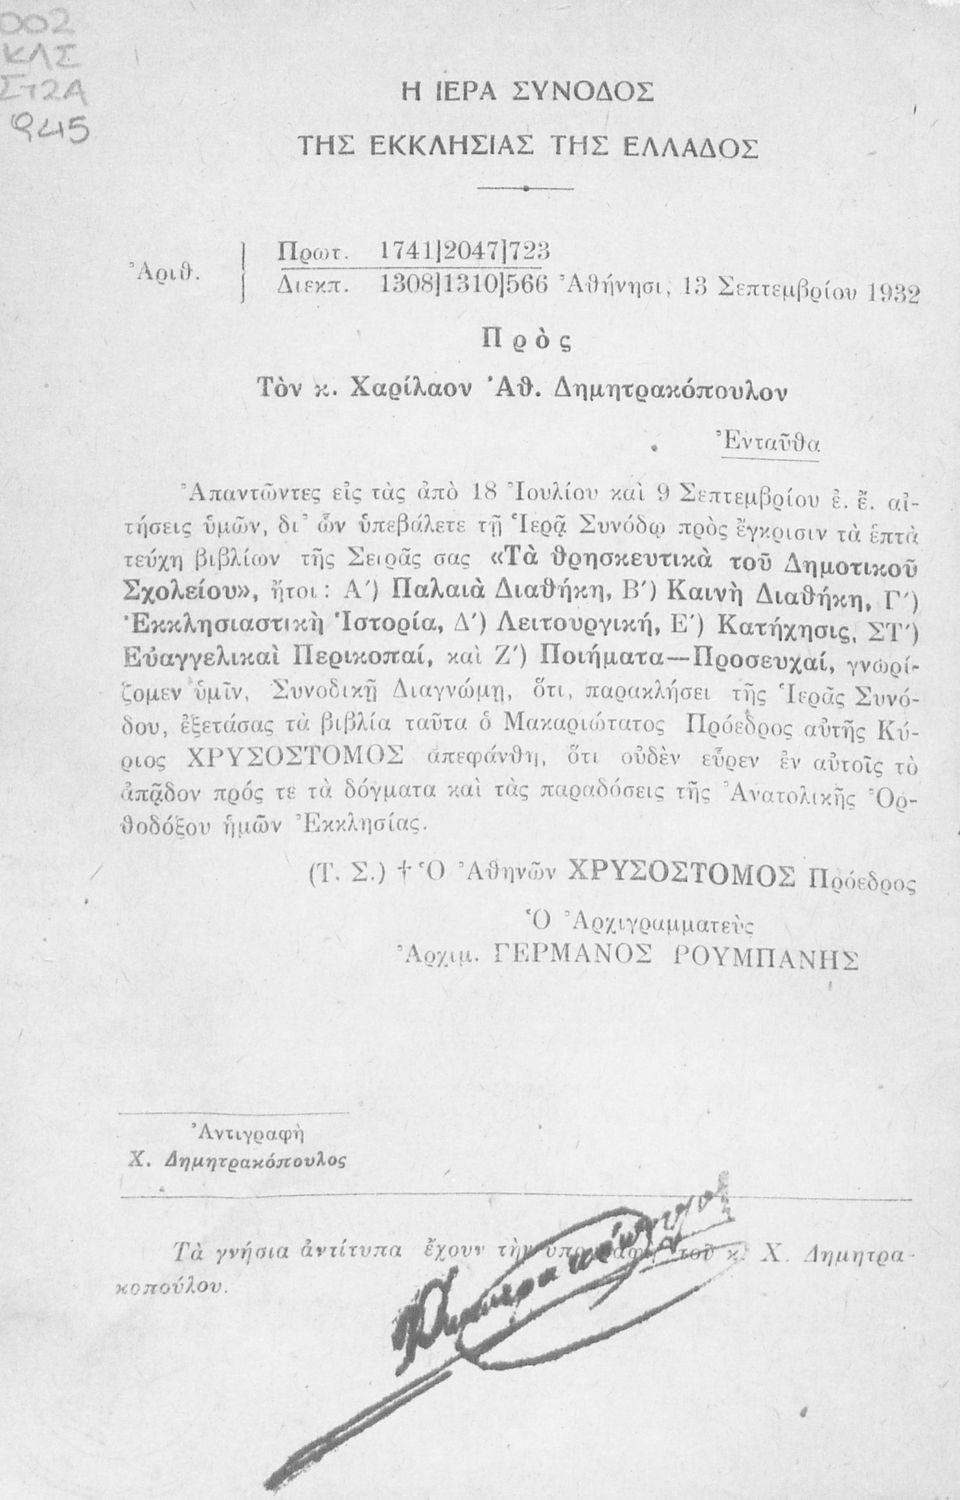 002
ΚΛΣ
ΣΤ2Α
945
Η ΙΕΡΑ ΣΥΝΟΔΟΣ
ΤΗΣ ΕΚΚΛΗΣΙΑΣ ΤΗΣ ΕΛΛΑΔΟΣ
Ἀριθ.
Πρωτ. 1741]2047]723
Διεκπ. 1308]1310]566 Ἀθήνησι, 13 Σεπτεμβρίου 1932
Πρὸς
Τὸν κ. Χαρίλαον Ἀθ. Δημητρακόπουλον
Ἐνταῦθα
Ἀπαντῶντες εἰς τὰς ἀπὸ 18 Ἰουλίου καὶ 9 Σεπτεμβρίου ἐ. ἔ. αἰ-
τήσεις ὑμῶν, δι' ὧν ὑπεβάλετε τῇ Ἱερᾷ Συνόδῳ πρὸς ἔγκρισιν τὰ ἑπτὰ
τεύχη βιβλίων τῆς Σειρᾶς σας «Τὰ θρησκευτικὰ τοῦ Δημοτικοῦ
Σχολείου», ἤτοι: Α') Παλαιὰ Διαθήκη, Β') Καινὴ Διαθήκη, Γ')
Ἐκκλησιαστικὴ Ἱστορία, Δ') Λειτουργική, Ε') Κατήχησις, ΣΤ')
Εὐαγγελικαὶ Περικοπαί, καὶ Ζ') Ποιήματα—Προσευχαί, γνωρί-
ζομεν ὑμῖν, Συνοδικῇ Διαγνώμῃ, ὅτι, παρακλήσει τῆς Ἱερᾶς Συνό-
δου, ἐξετάσας τὰ βιβλία ταῦτα ὁ Μακαριώτατος Πρόεδρος αὐτῆς Κύ-
ριος ΧΡΥΣΟΣΤΟΜΟΣ ἀπεφάνθη, ὅτι οὐδὲν εὗρεν ἐν αὐτοῖς τὸ
ἀπᾷδον πρός τε τὰ δόγματα καὶ τὰς παραδόσεις τῆς Ἀνατολικῆς Ὀρ-
θοδόξου ἡμῶν Ἐκκλησίας.
(Τ. Σ.) † Ὁ Ἀθηνῶν ΧΡΥΣΟΣΤΟΜΟΣ Πρόεδρος
Ὁ Ἀρχιγραμματεὺς
Ἀρχιμ. ΓΕΡΜΑΝΟΣ ΡΟΥΜΠΑΝΗΣ
Ἀντιγραφὴ
Χ. Δημητρακόπουλος
Τὰ γνήσια ἀντίτυπα ἔχουν τὴν ὑπογραφὴν τοῦ κ. Χ. Δημητρα-
κοπούλου.
Χ Δημητρακόπουλος